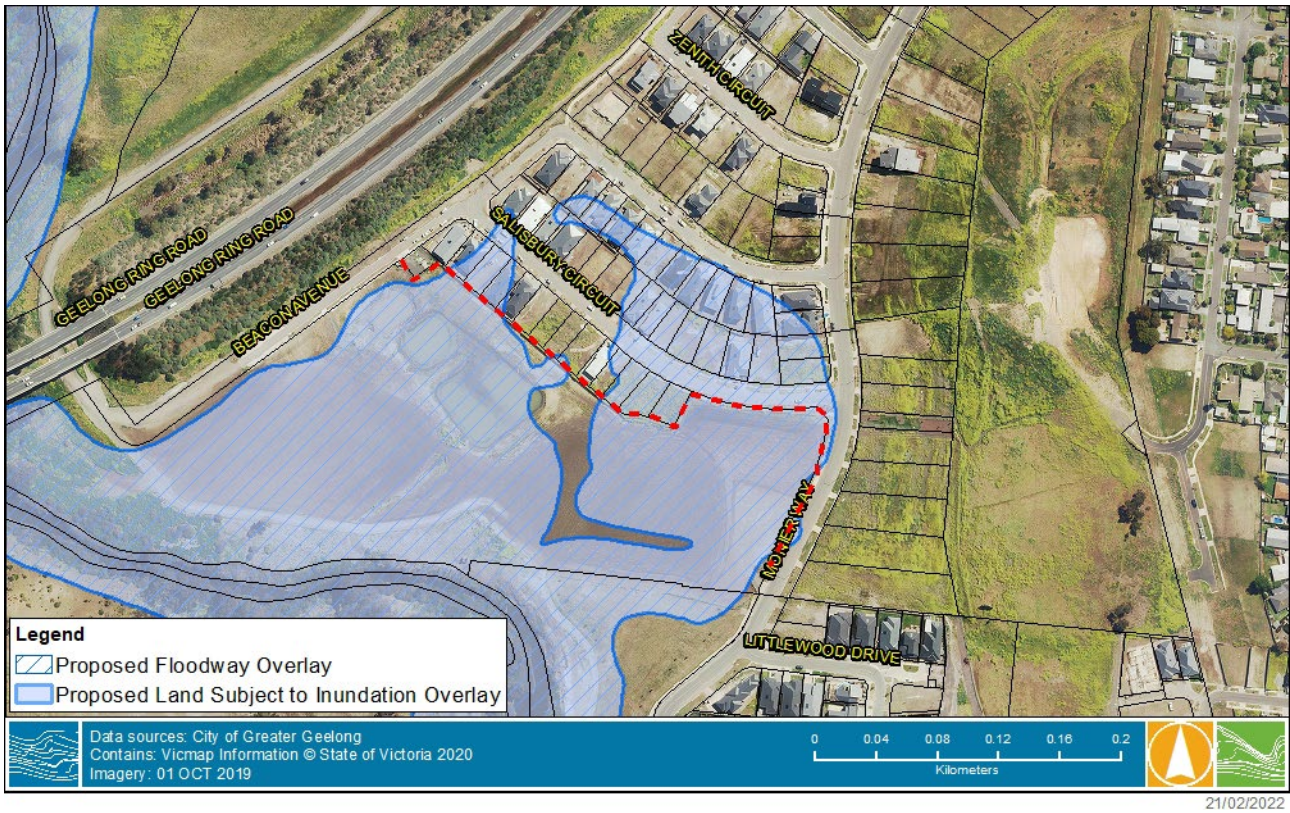 ZENITH CIRCUIT
SALISBURY CIRCUIT
GEELONG RING ROAD
GEELONG RING ROAD
BEACON AVENUE
MONIER WAY
LITTLEWOOD DRIVE
Legend
Proposed Floodway Overlay
Proposed Land Subject to Inundation Overlay
Data sources: City of Greater Geelong
Contains: Vicmap Information © State of Victoria 2020
Imagery: 01 OCT 2019
0 0.04 0.08 0.12 0.16 0.2
Kilometers
21/02/2022